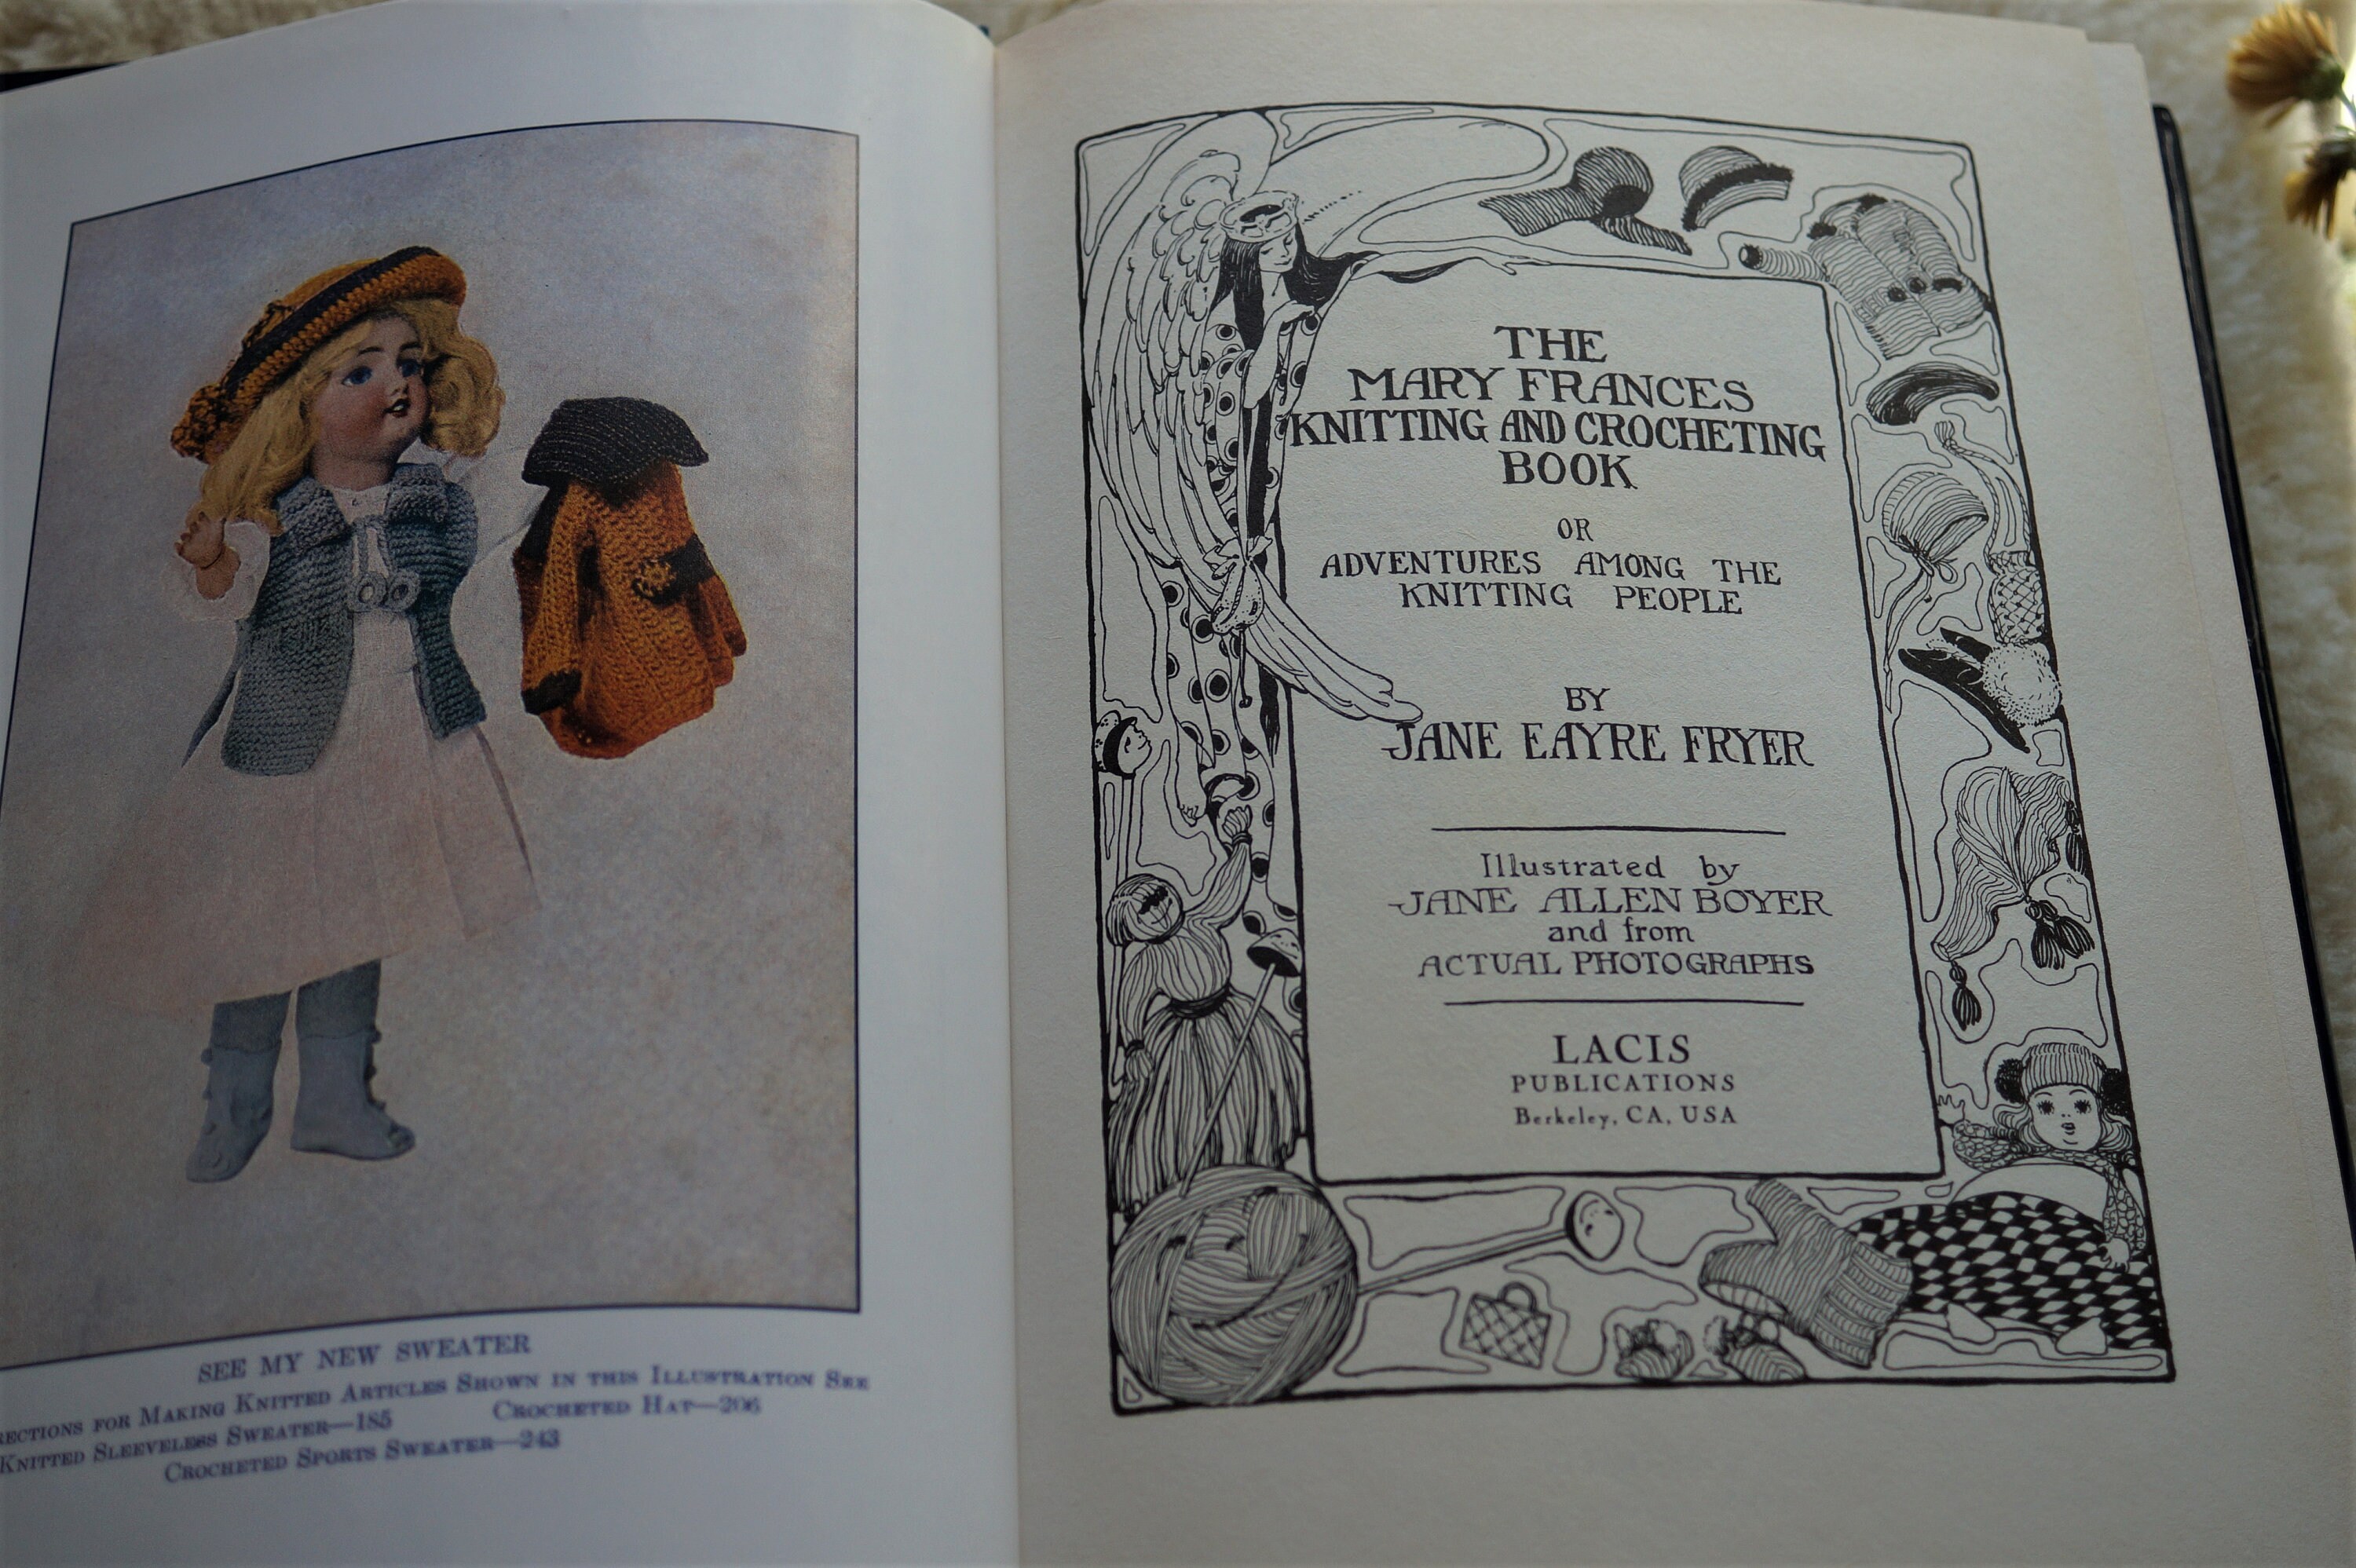 SEE MY NEW SWEATER
RECTIONS FOR MAKING KNITTED ARTICLES SHOWN IN THIS ILLUSTRATION SEE
KNITTED SLEEVELESS SWEATER—185 CROCHETED HAT—206
CROCHETED SPORTS SWEATER—243
THE
MARY FRANCES
KNITTING AND CROCHETING
BOOK
OR
ADVENTURES AMONG THE
KNITTING PEOPLE
BY
JANE EAYRE FRYER
Illustrated by
JANE ALLEN BOYER
and from
ACTUAL PHOTOGRAPHS
LACIS
PUBLICATIONS
Berkeley, CA, USA